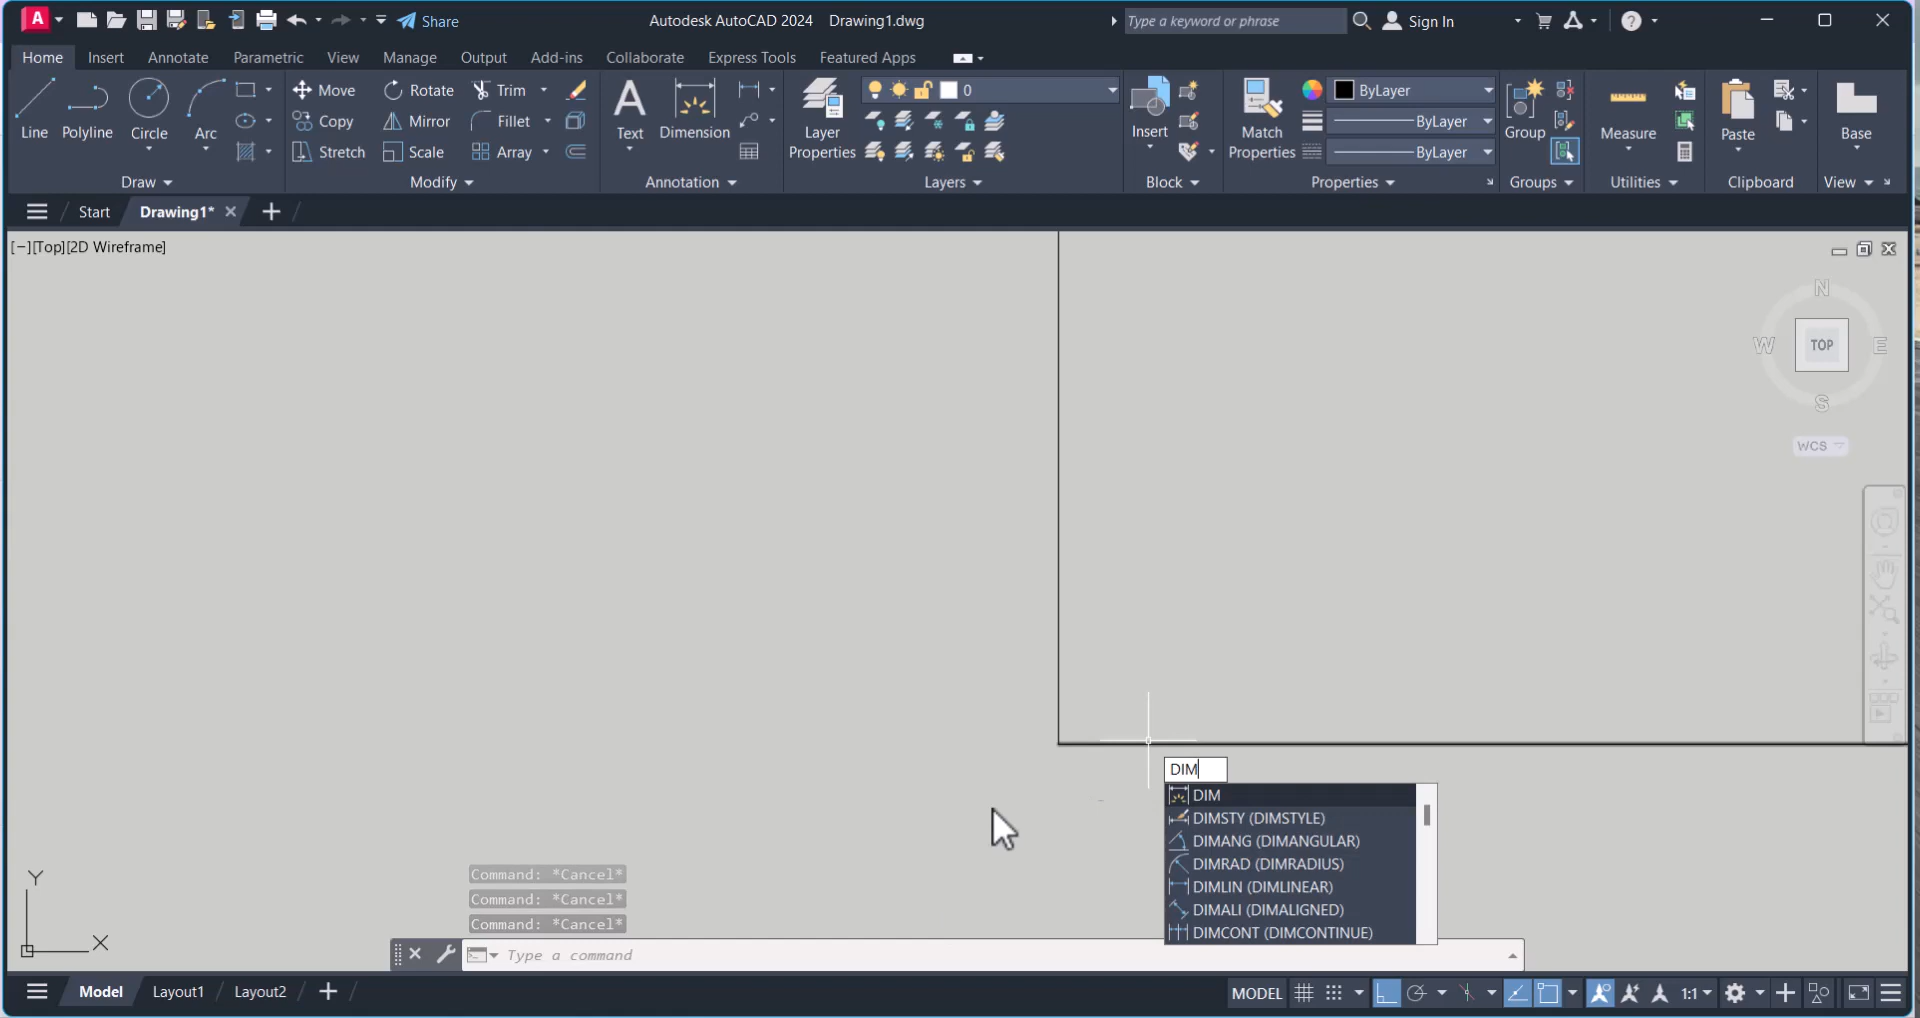 A Share Autodesk AutoCAD 2024 Drawing1.dwg Type a keyword or phrase Sign In ?
Home Insert Annotate Parametric View Manage Output Add-ins Collaborate Express Tools Featured Apps
Line Polyline Circle Arc
Move Rotate Trim
Copy Mirror Fillet
Stretch Scale Array
A Text Dimension
Layer Properties
0
Insert
Match Properties
ByLayer
ByLayer
ByLayer
Group Measure Paste Base
Draw Modify Annotation Layers Block Properties Groups Utilities Clipboard View
Start Drawing1* +
[−][Top][2D Wireframe]
N
W TOP E
S
WCS
DIM
DIM
DIMSTY (DIMSTYLE)
DIMANG (DIMANGULAR)
DIMRAD (DIMRADIUS)
DIMLIN (DIMLINEAR)
DIMALI (DIMALIGNED)
DIMCONT (DIMCONTINUE)
Y
X
Command: *Cancel*
Command: *Cancel*
Command: *Cancel*
Type a command
Model Layout1 Layout2 + MODEL 1:1